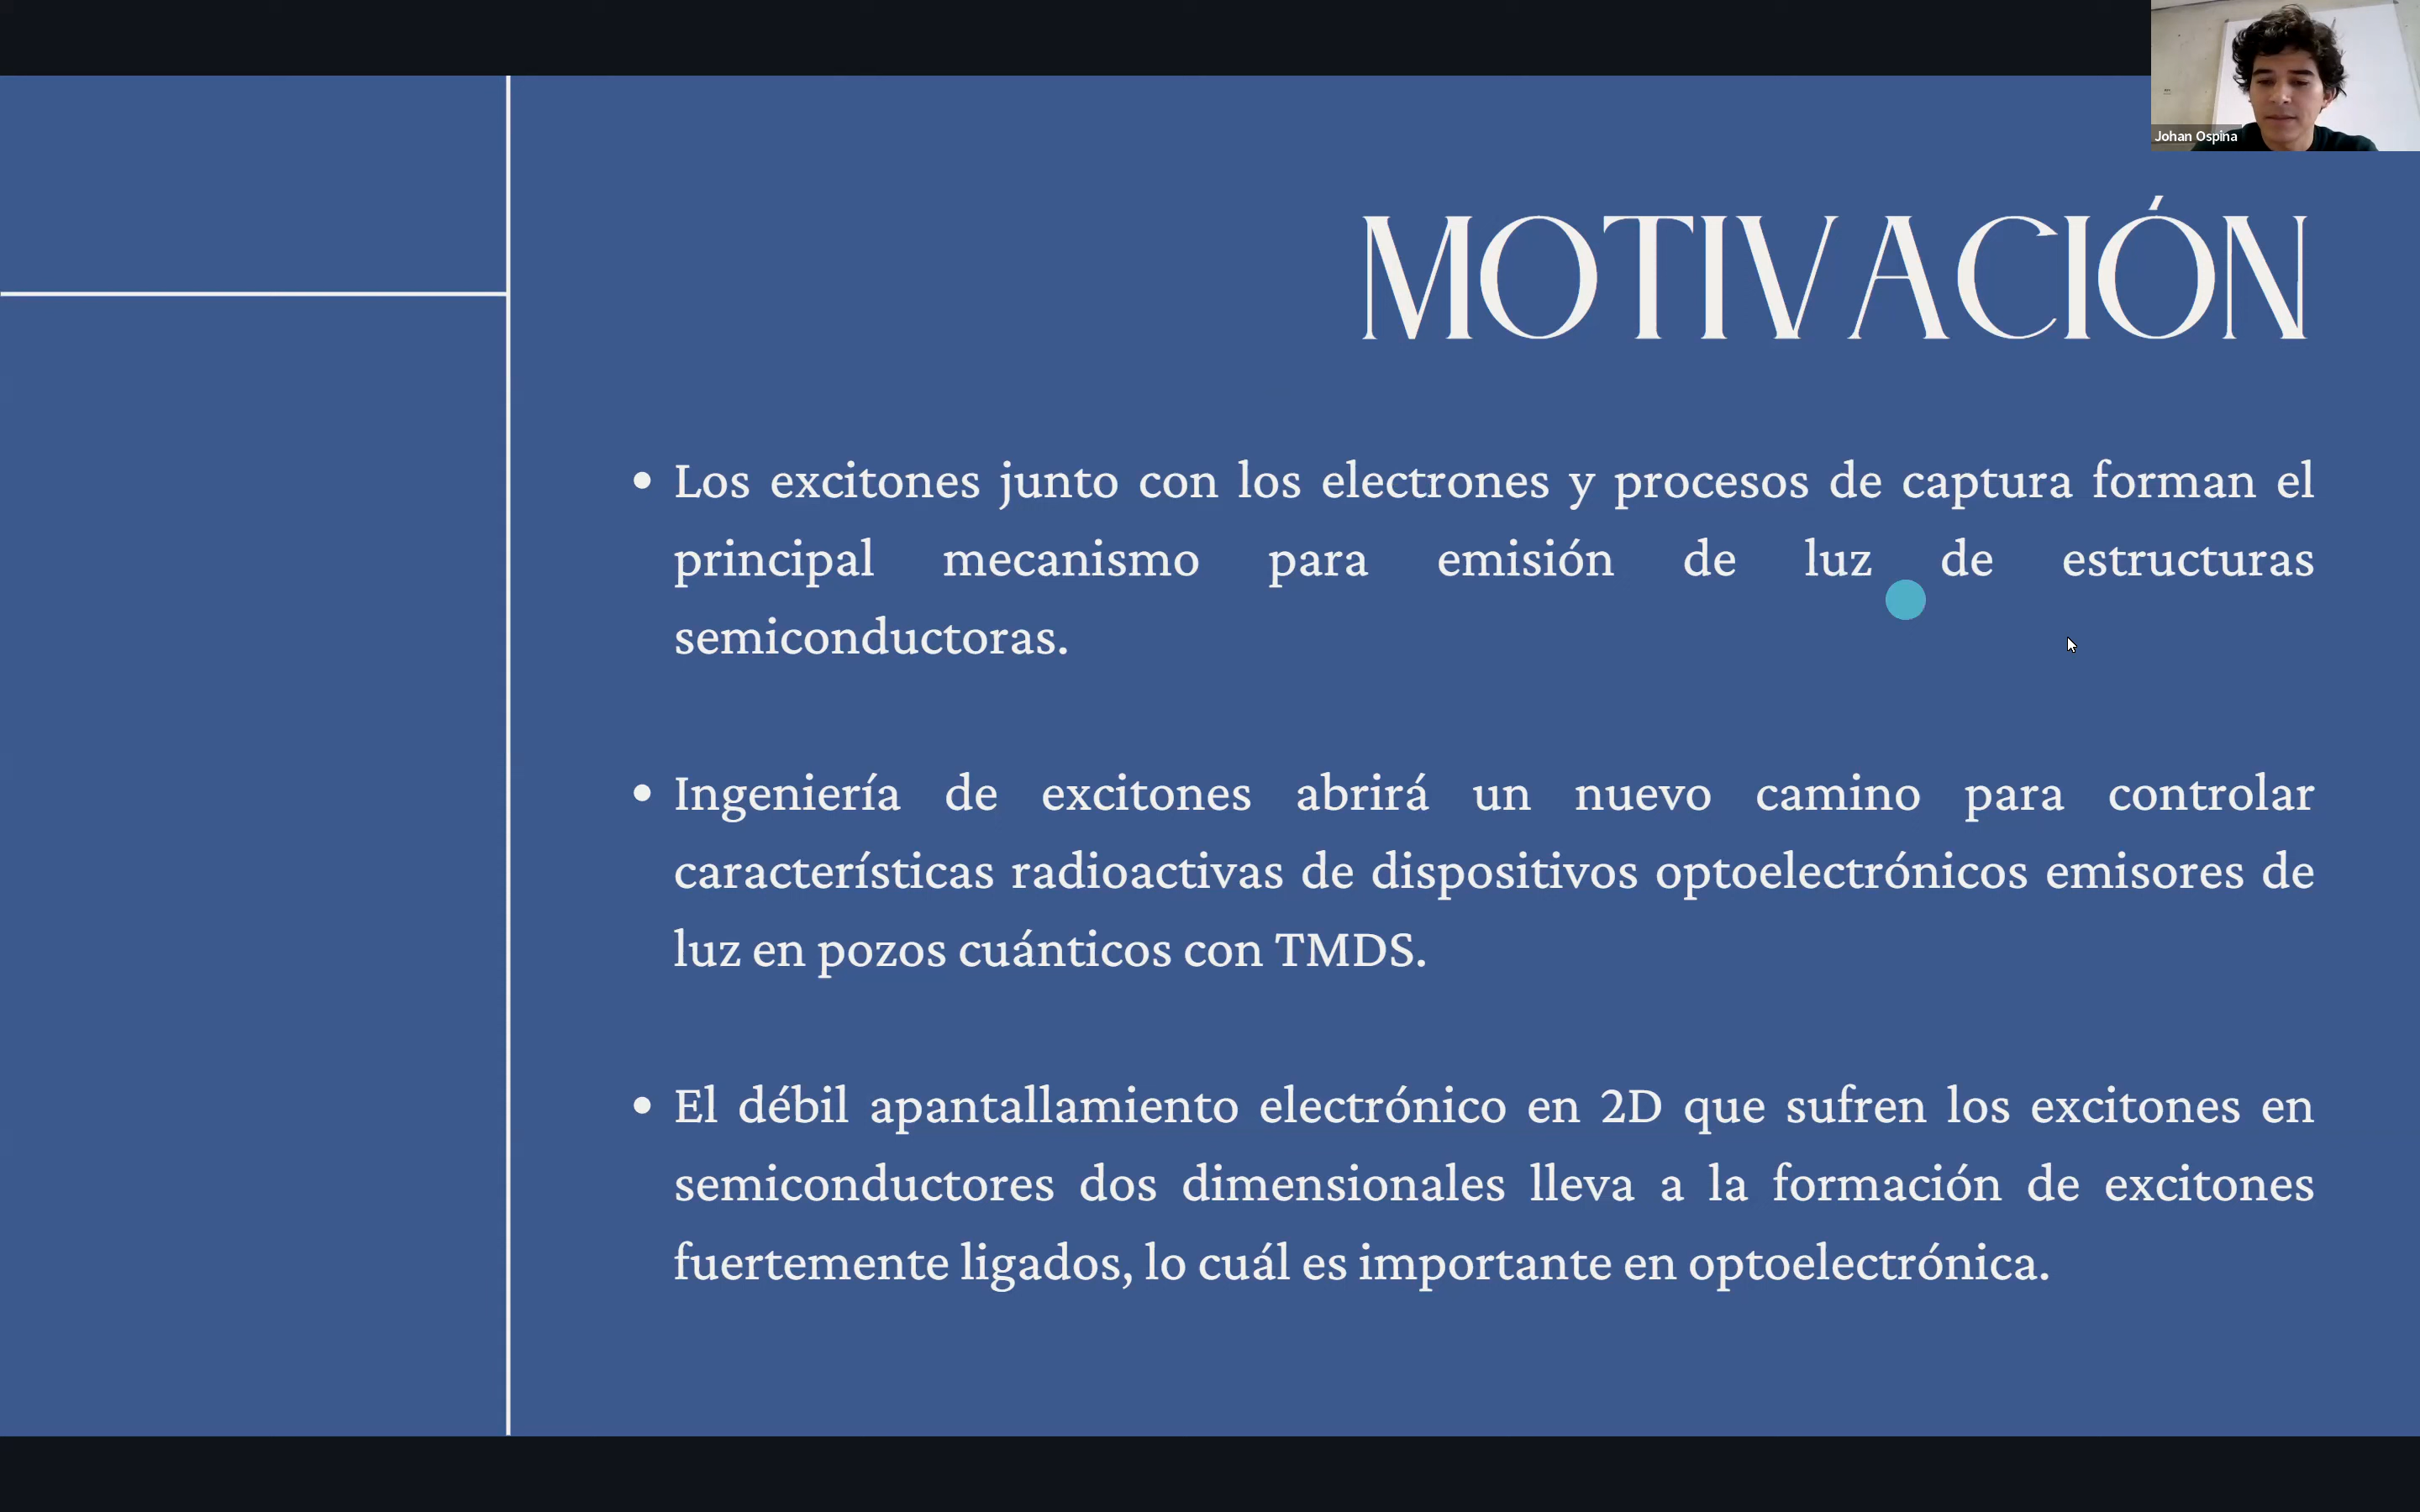 Johan Ospina
MOTIVACIÓN
• Los excitones junto con los electrones y procesos de captura forman el
principal mecanismo para emisión de luz de estructuras
semiconductoras.
• Ingeniería de excitones abrirá un nuevo camino para controlar
características radioactivas de dispositivos optoelectrónicos emisores de
luz en pozos cuánticos con TMDS.
• El débil apantallamiento electrónico en 2D que sufren los excitones en
semiconductores dos dimensionales lleva a la formación de excitones
fuertemente ligados, lo cuál es importante en optoelectrónica.